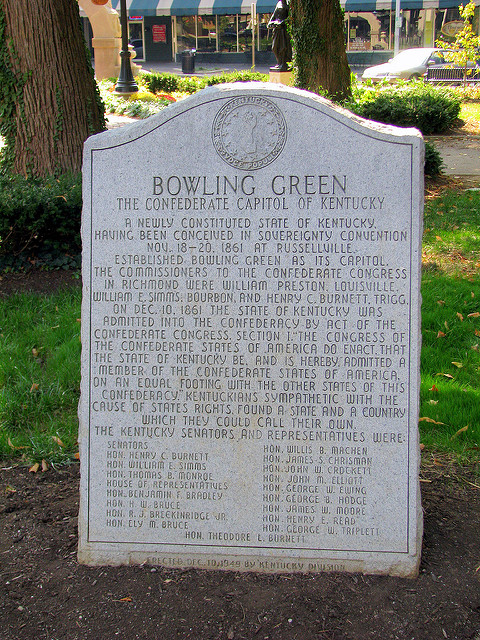 BOWLING GREEN
THE CONFEDERATE CAPITOL OF KENTUCKY
A NEWLY CONSTITUTED STATE OF KENTUCKY,
HAVING BEEN CONCEIVED IN SOVEREIGNTY CONVENTION
NOV. 18-20, 1861 AT RUSSELLVILLE,
ESTABLISHED BOWLING GREEN AS ITS CAPITOL.
THE COMMISSIONERS TO THE CONFEDERATE CONGRESS
IN RICHMOND WERE WILLIAM PRESTON, LOUISVILLE,
WILLIAM E. SIMMS, BOURBON, AND HENRY C. BURNETT, TRIGG.
ON DEC. 10, 1861 THE STATE OF KENTUCKY WAS
ADMITTED INTO THE CONFEDERACY BY ACT OF THE
CONFEDERATE CONGRESS, SECTION I. "THE CONGRESS OF
THE CONFEDERATE STATES OF AMERICA DO ENACT, THAT
THE STATE OF KENTUCKY BE, AND IS HEREBY, ADMITTED A
MEMBER OF THE CONFEDERATE STATES OF AMERICA,
ON AN EQUAL FOOTING WITH THE OTHER STATES OF THIS
CONFEDERACY." KENTUCKIANS SYMPATHETIC WITH THE
CAUSE OF STATES RIGHTS, FOUND A STATE AND A COUNTRY
WHICH THEY COULD CALL THEIR OWN.
THE KENTUCKY SENATORS AND REPRESENTATIVES WERE:
SENATORS
HON. HENRY C. BURNETT
HON. WILLIAM E. SIMMS
HON. THOMAS B. MONROE
HOUSE OF REPRESENTATIVES
HON. BENJAMIN F. BRADLEY
HON. H. W. BRUCE
HON. R. J. BRECKINRIDGE JR.
HON. ELY M. BRUCE
HON. WILLIS B. MACHEN
HON. JAMES S. CHRISMAN
HON. JOHN W. CROCKETT
HON. JOHN M. ELLIOTT
HON. GEORGE W. EWING
HON. GEORGE B. HODGE
HON. JAMES W. MOORE
HON. HENRY E. READ
HON. GEORGE W. TRIPLETT
HON. THEODORE L. BURNETT
ERECTED DEC. 10, 1949 BY KENTUCKY DIVISION